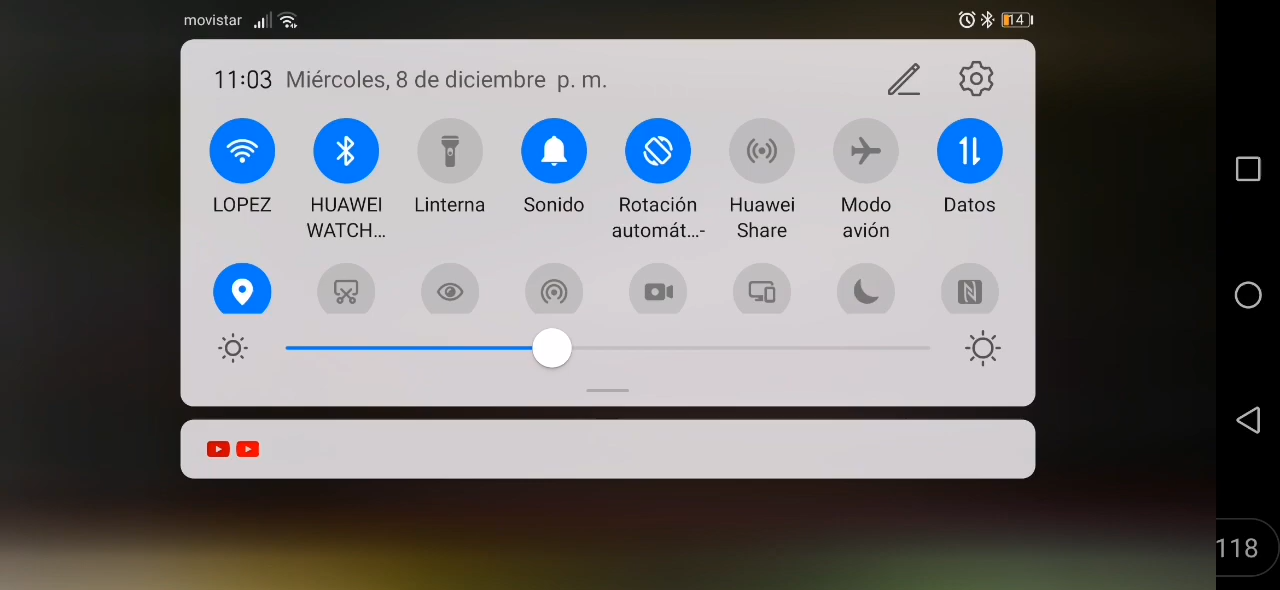 movistar
14
11:03 Miércoles, 8 de diciembre p. m.
LOPEZ
HUAWEI
WATCH...
Linterna
Sonido
Rotación
automát...-
Huawei
Share
Modo
avión
Datos
118